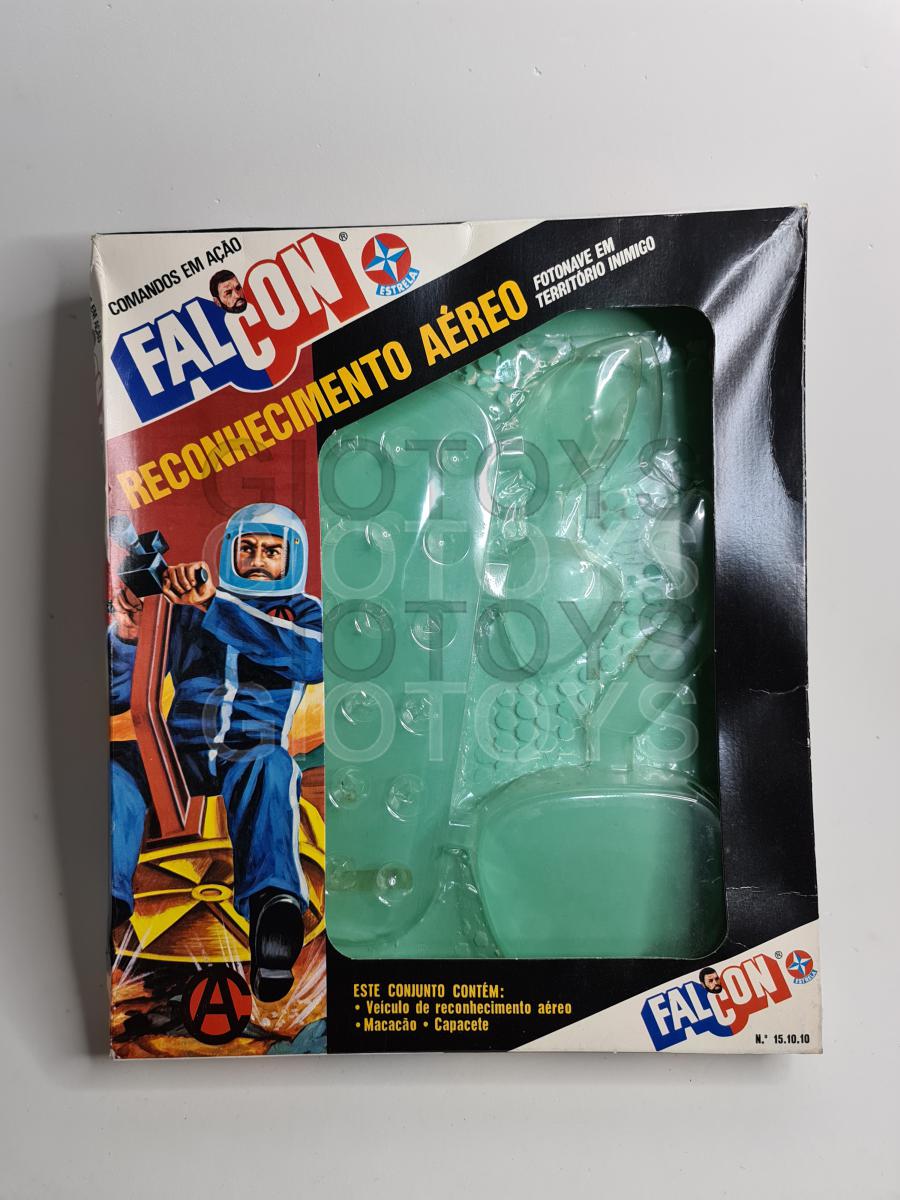 COMANDOS EM AÇÃO
FALCON®
ESTRELA
RECONHECIMENTO AÉREO
FOTONAVE EM
TERRITÓRIO INIMIGO
GIOTOYS
GIOTOYS
GIOTOYS
GIOTOYS
A
A
ESTE CONJUNTO CONTÉM:
• Veículo de reconhecimento aéreo
• Macacão • Capacete
FALCON®
ESTRELA
N.º 15.10.10